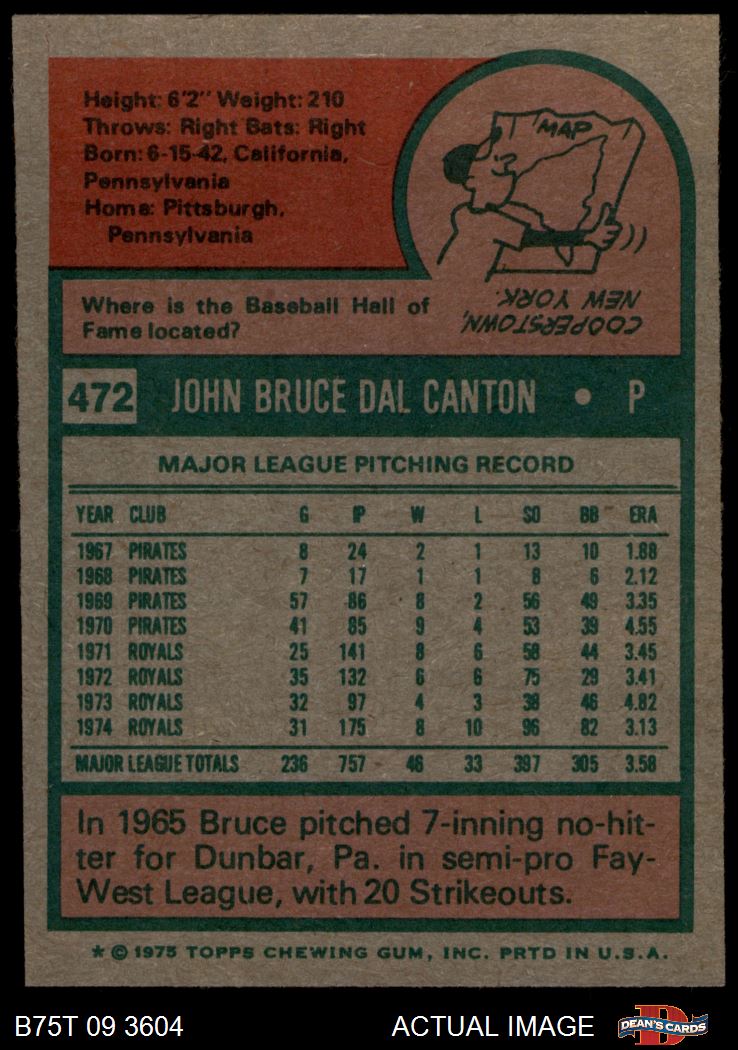 Height: 6'2" Weight: 210
Throws: Right Bats: Right
Born: 6-15-42, California,
Pennsylvania
Home: Pittsburgh,
Pennsylvania
MAP
COOPERSTOWN,
NEW YORK.
Where is the Baseball Hall of
Fame located?
472 JOHN BRUCE DAL CANTON • P
MAJOR LEAGUE PITCHING RECORD
YEAR CLUB G IP W L SO BB ERA
1967 PIRATES 8 24 2 1 13 10 1.88
1968 PIRATES 7 17 1 1 8 6 2.12
1969 PIRATES 57 86 8 2 56 49 3.35
1970 PIRATES 41 85 9 4 53 39 4.55
1971 ROYALS 25 141 8 6 58 44 3.45
1972 ROYALS 35 132 6 6 75 29 3.41
1973 ROYALS 32 97 4 3 38 46 4.82
1974 ROYALS 31 175 8 10 96 82 3.13
MAJOR LEAGUE TOTALS 236 757 46 33 397 305 3.58
In 1965 Bruce pitched 7-inning no-hit-
ter for Dunbar, Pa. in semi-pro Fay-
West League, with 20 Strikeouts.
* © 1975 TOPPS CHEWING GUM, INC. PRTD IN U.S.A.
B75T 09 3604 ACTUAL IMAGE D DEAN'S CARDS